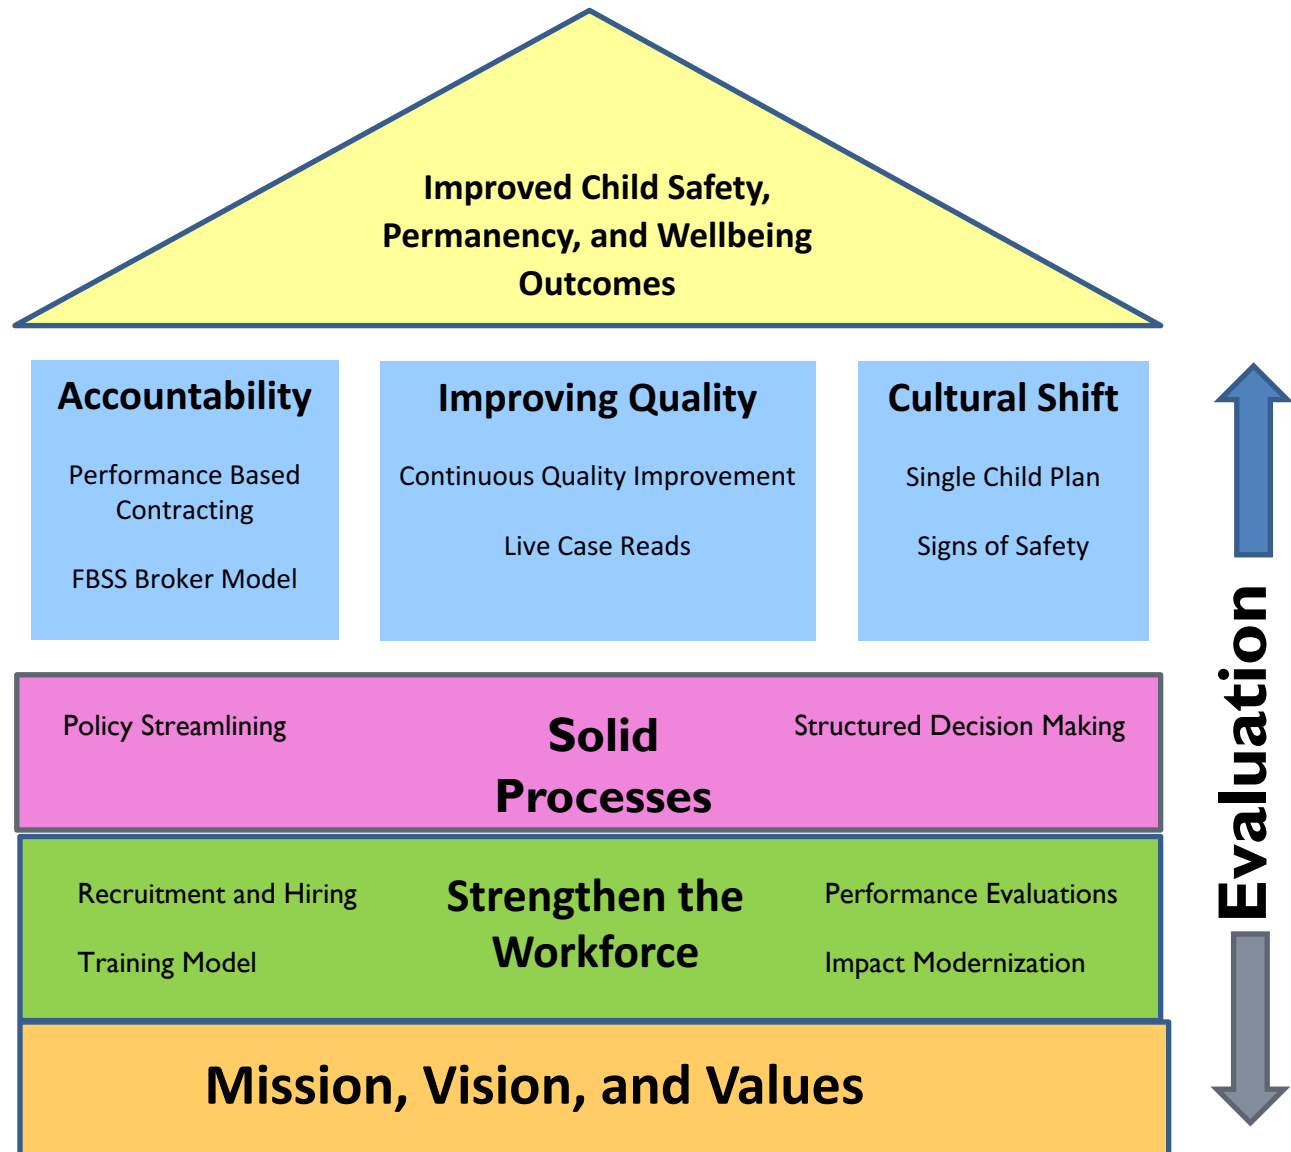 Improved Child Safety,
Permanency, and Wellbeing
Outcomes
Accountability
Performance Based
Contracting
FBSS Broker Model
Improving Quality
Continuous Quality Improvement
Live Case Reads
Cultural Shift
Single Child Plan
Signs of Safety
Policy Streamlining
Solid
Processes
Structured Decision Making
Recruitment and Hiring
Training Model
Strengthen the
Workforce
Performance Evaluations
Impact Modernization
Mission, Vision, and Values
Evaluation